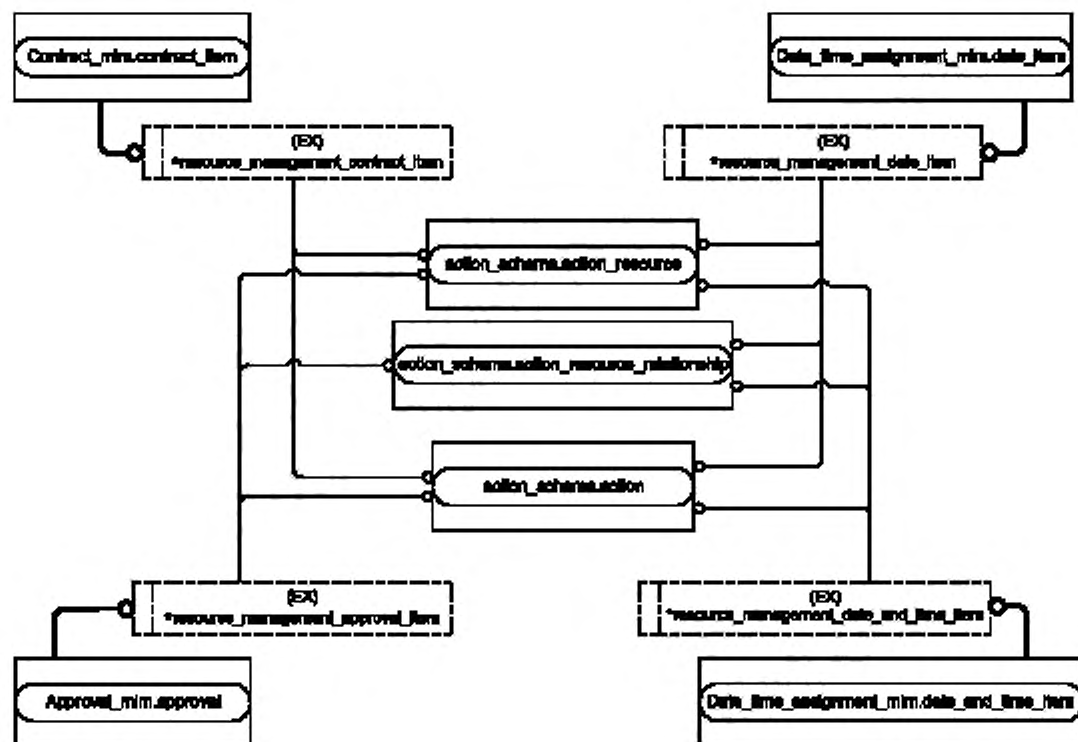 Contract_mim.contract_item
Date_time_assignment_mim.date_item
(EX)
*resource_management_contract_item
(EX)
*resource_management_date_item
action_schema.action_resource
action_schema.action_resource_relationship
action_schema.action
(EX)
*resource_management_approval_item
(EX)
*resource_management_date_and_time_item
Approval_mim.approval
Date_time_assignment_mim.date_and_time_item